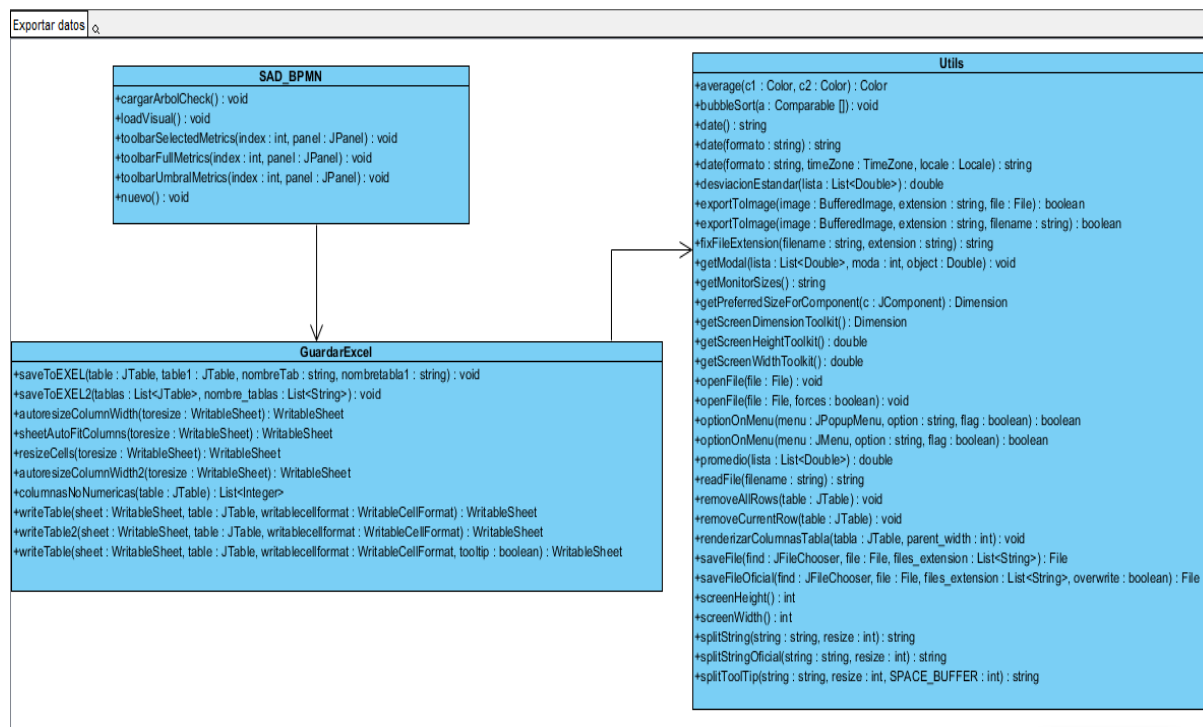 Exportar datos
SAD_BPMN
+cargarArbolCheck() : void
+loadVisual() : void
+toolbarSelectedMetrics(index : int, panel : JPanel) : void
+toolbarFullMetrics(index : int, panel : JPanel) : void
+toolbarUmbralMetrics(index : int, panel : JPanel) : void
+nuevo() : void
GuardarExcel
+saveToEXEL(table : JTable, table1 : JTable, nombreTab : string, nombretabla1 : string) : void
+saveToEXEL2(tablas : List<JTable>, nombre_tablas : List<String>) : void
+autoresizeColumnWidth(toresize : WritableSheet) : WritableSheet
+sheetAutoFitColumns(toresize : WritableSheet) : WritableSheet
+resizeCells(toresize : WritableSheet) : WritableSheet
+autoresizeColumnWidth2(toresize : WritableSheet) : WritableSheet
+columnasNoNumericas(table : JTable) : List<Integer>
+writeTable(sheet : WritableSheet, table : JTable, writablecellformat : WritableCellFormat) : WritableSheet
+writeTable2(sheet : WritableSheet, table : JTable, writablecellformat : WritableCellFormat) : WritableSheet
+writeTable(sheet : WritableSheet, table : JTable, writablecellformat : WritableCellFormat, tooltip : boolean) : WritableSheet
Utils
+average(c1 : Color, c2 : Color) : Color
+bubbleSort(a : Comparable []) : void
+date() : string
+date(formato : string) : string
+date(formato : string, timeZone : TimeZone, locale : Locale) : string
+desviacionEstandar(lista : List<Double>) : double
+exportToImage(image : BufferedImage, extension : string, file : File) : boolean
+exportToImage(image : BufferedImage, extension : string, filename : string) : boolean
+fixFileExtension(filename : string, extension : string) : string
+getModal(lista : List<Double>, moda : int, object : Double) : void
+getMonitorSizes() : string
+getPreferredSizeForComponent(c : JComponent) : Dimension
+getScreenDimensionToolkit() : Dimension
+getScreenHeightToolkit() : double
+getScreenWidthToolkit() : double
+openFile(file : File) : void
+openFile(file : File, forces : boolean) : void
+optionOnMenu(menu : JPopupMenu, option : string, flag : boolean) : boolean
+optionOnMenu(menu : JMenu, option : string, flag : boolean) : boolean
+promedio(lista : List<Double>) : double
+readFile(filename : string) : string
+removeAllRows(table : JTable) : void
+removeCurrentRow(table : JTable) : void
+renderizarColumnasTabla(tabla : JTable, parent_width : int) : void
+saveFile(find : JFileChooser, file : File, files_extension : List<String>) : File
+saveFileOficial(find : JFileChooser, file : File, files_extension : List<String>, overwrite : boolean) : File
+screenHeight() : int
+screenWidth() : int
+splitString(string : string, resize : int) : string
+splitStringOficial(string : string, resize : int) : string
+splitToolTip(string : string, resize : int, SPACE_BUFFER : int) : string